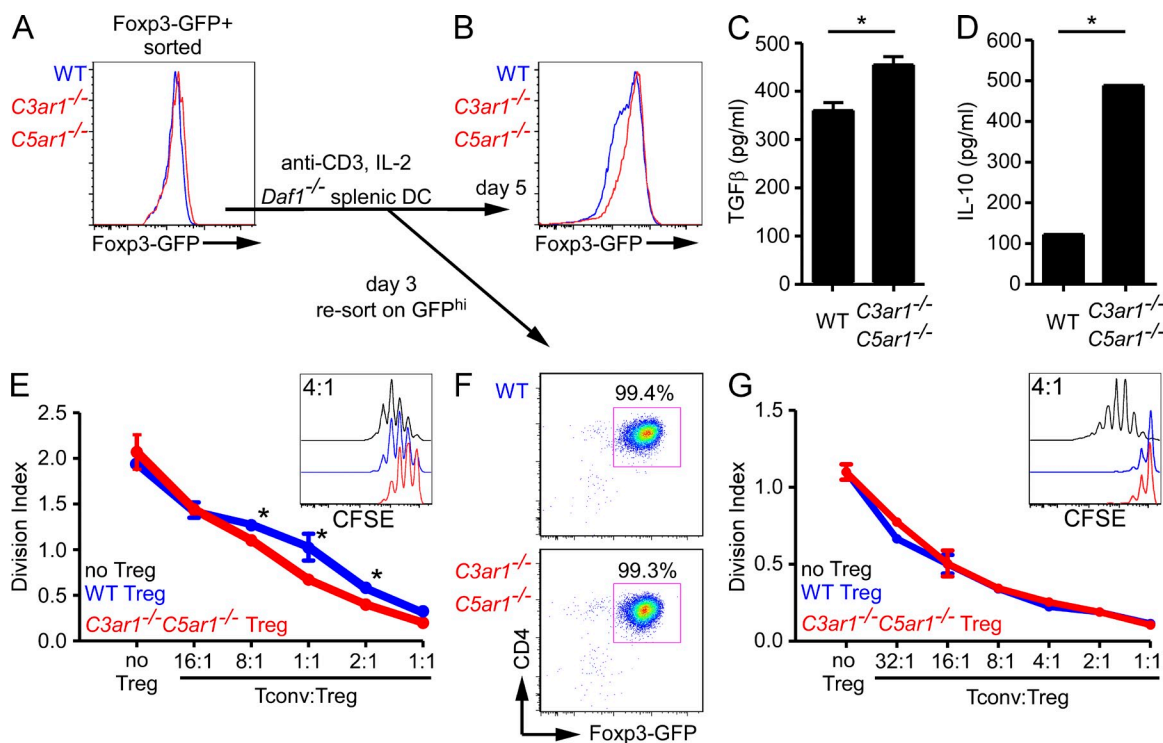 A
Foxp3-GFP+
sorted
WT
C3ar1-/-
C5ar1-/-
Foxp3-GFP
anti-CD3, IL-2
Daf1-/- splenic DC
day 5
day 3
re-sort on GFPhi
B
WT
C3ar1-/-
C5ar1-/-
Foxp3-GFP
C
*
500
400
300
200
100
0
TGFβ (pg/ml)
WT C3ar1-/-
C5ar1-/-
D
*
600
500
400
300
200
100
0
IL-10 (pg/ml)
WT C3ar1-/-
C5ar1-/-
E
2.5
2.0
1.5
1.0
0.5
0.0
Division Index
4:1
CFSE
*
*
*
no Treg
WT Treg
C3ar1-/-C5ar1-/- Treg
no
Treg
16:1 8:1 1:1 2:1 1:1
Tconv:Treg
F
WT
99.4%
C3ar1-/-
C5ar1-/-
99.3%
CD4
Foxp3-GFP
G
1.5
1.0
0.5
0.0
Division Index
4:1
CFSE
no Treg
WT Treg
C3ar1-/-C5ar1-/- Treg
no
Treg
32:1 16:1 8:1 4:1 2:1 1:1
Tconv:Treg